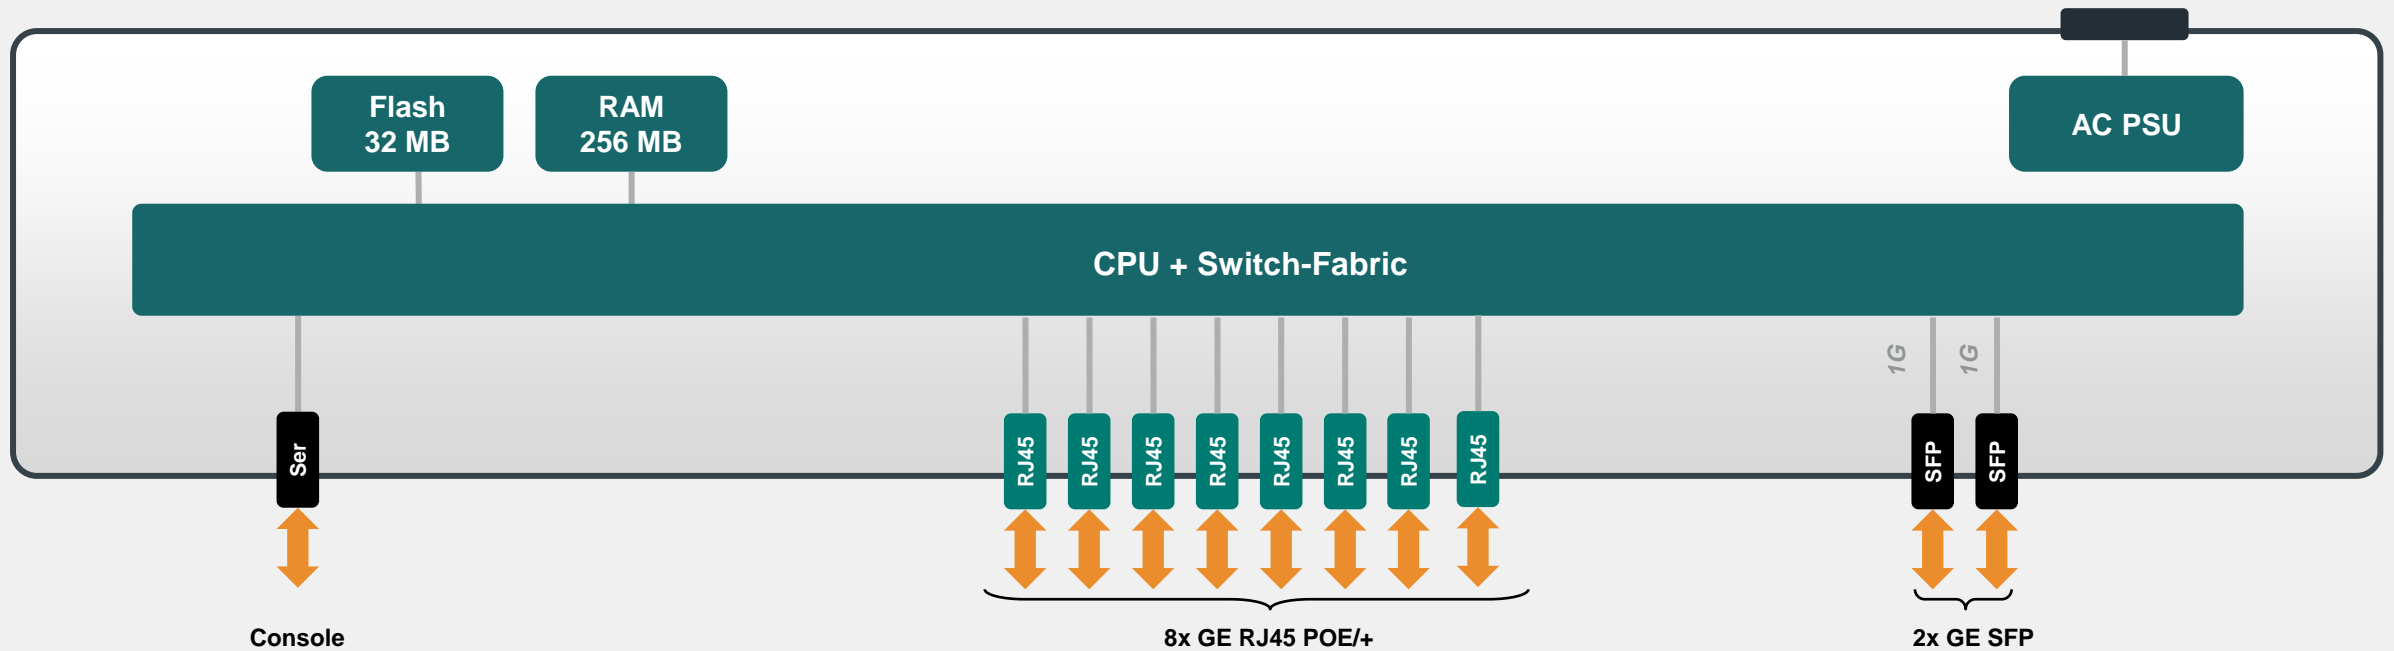 Flash
32 MB
RAM
256 MB
AC PSU
CPU + Switch-Fabric
1G
1G
Ser
RJ45
RJ45
RJ45
RJ45
RJ45
RJ45
RJ45
RJ45
SFP
SFP
Console
8x GE RJ45 POE/+
2x GE SFP